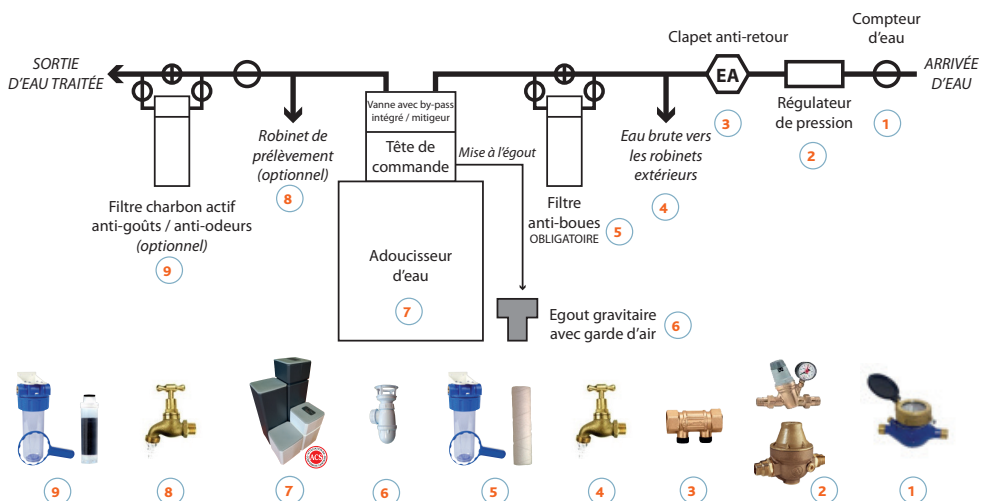 SORTIE
D'EAU TRAITÉE
Robinet de
prélèvement
(optionnel)
8
Filtre charbon actif
anti-goûts / anti-odeurs
(optionnel)
9
Vanne avec by-pass
intégré / mitigeur
Tête de
commande
Mise à l'égout
Adoucisseur
d'eau
7
Filtre
anti-boues
OBLIGATOIRE
5
Egout gravitaire
avec garde d'air
6
Eau brute vers
les robinets
extérieurs
4
Clapet anti-retour
EA
3
Régulateur
de pression
2
Compteur
d'eau
1
ARRIVÉE
D'EAU
ACS
9
8
7
6
5
4
3
2
1